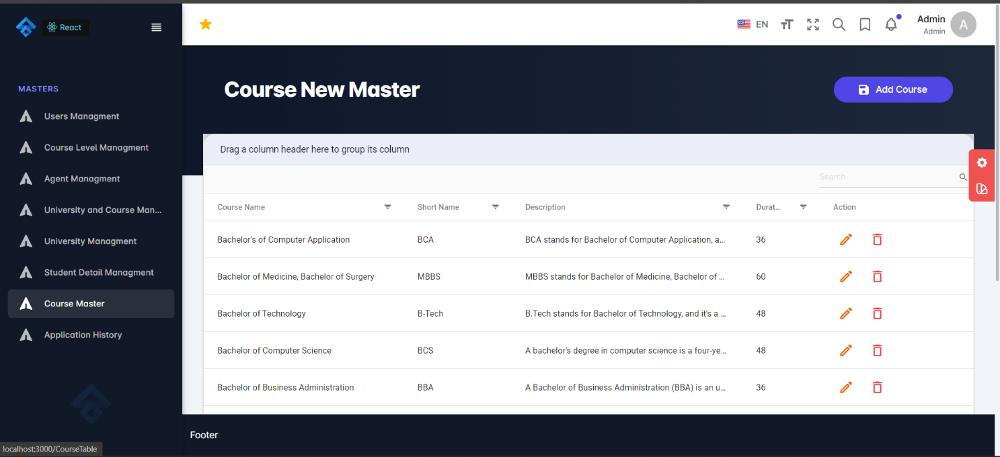 React
EN
Admin
Admin
A
MASTERS
Users Managment
Course Level Managment
Agent Managment
University and Course Man...
University Managment
Student Detail Managment
Course Master
Application History
Course New Master
Add Course
Drag a column header here to group its column
Search
Course Name Short Name Description Durat... Action
Bachelor's of Computer Application BCA BCA stands for Bachelor of Computer Application, a... 36
Bachelor of Medicine, Bachelor of Surgery MBBS MBBS stands for Bachelor of Medicine, Bachelor of ... 60
Bachelor of Technology B-Tech B.Tech stands for Bachelor of Technology, and it's a ... 48
Bachelor of Computer Science BCS A bachelor's degree in computer science is a four-ye... 48
Bachelor of Business Administration BBA A Bachelor of Business Administration (BBA) is an u... 36
Footer
localhost:3000/CourseTable